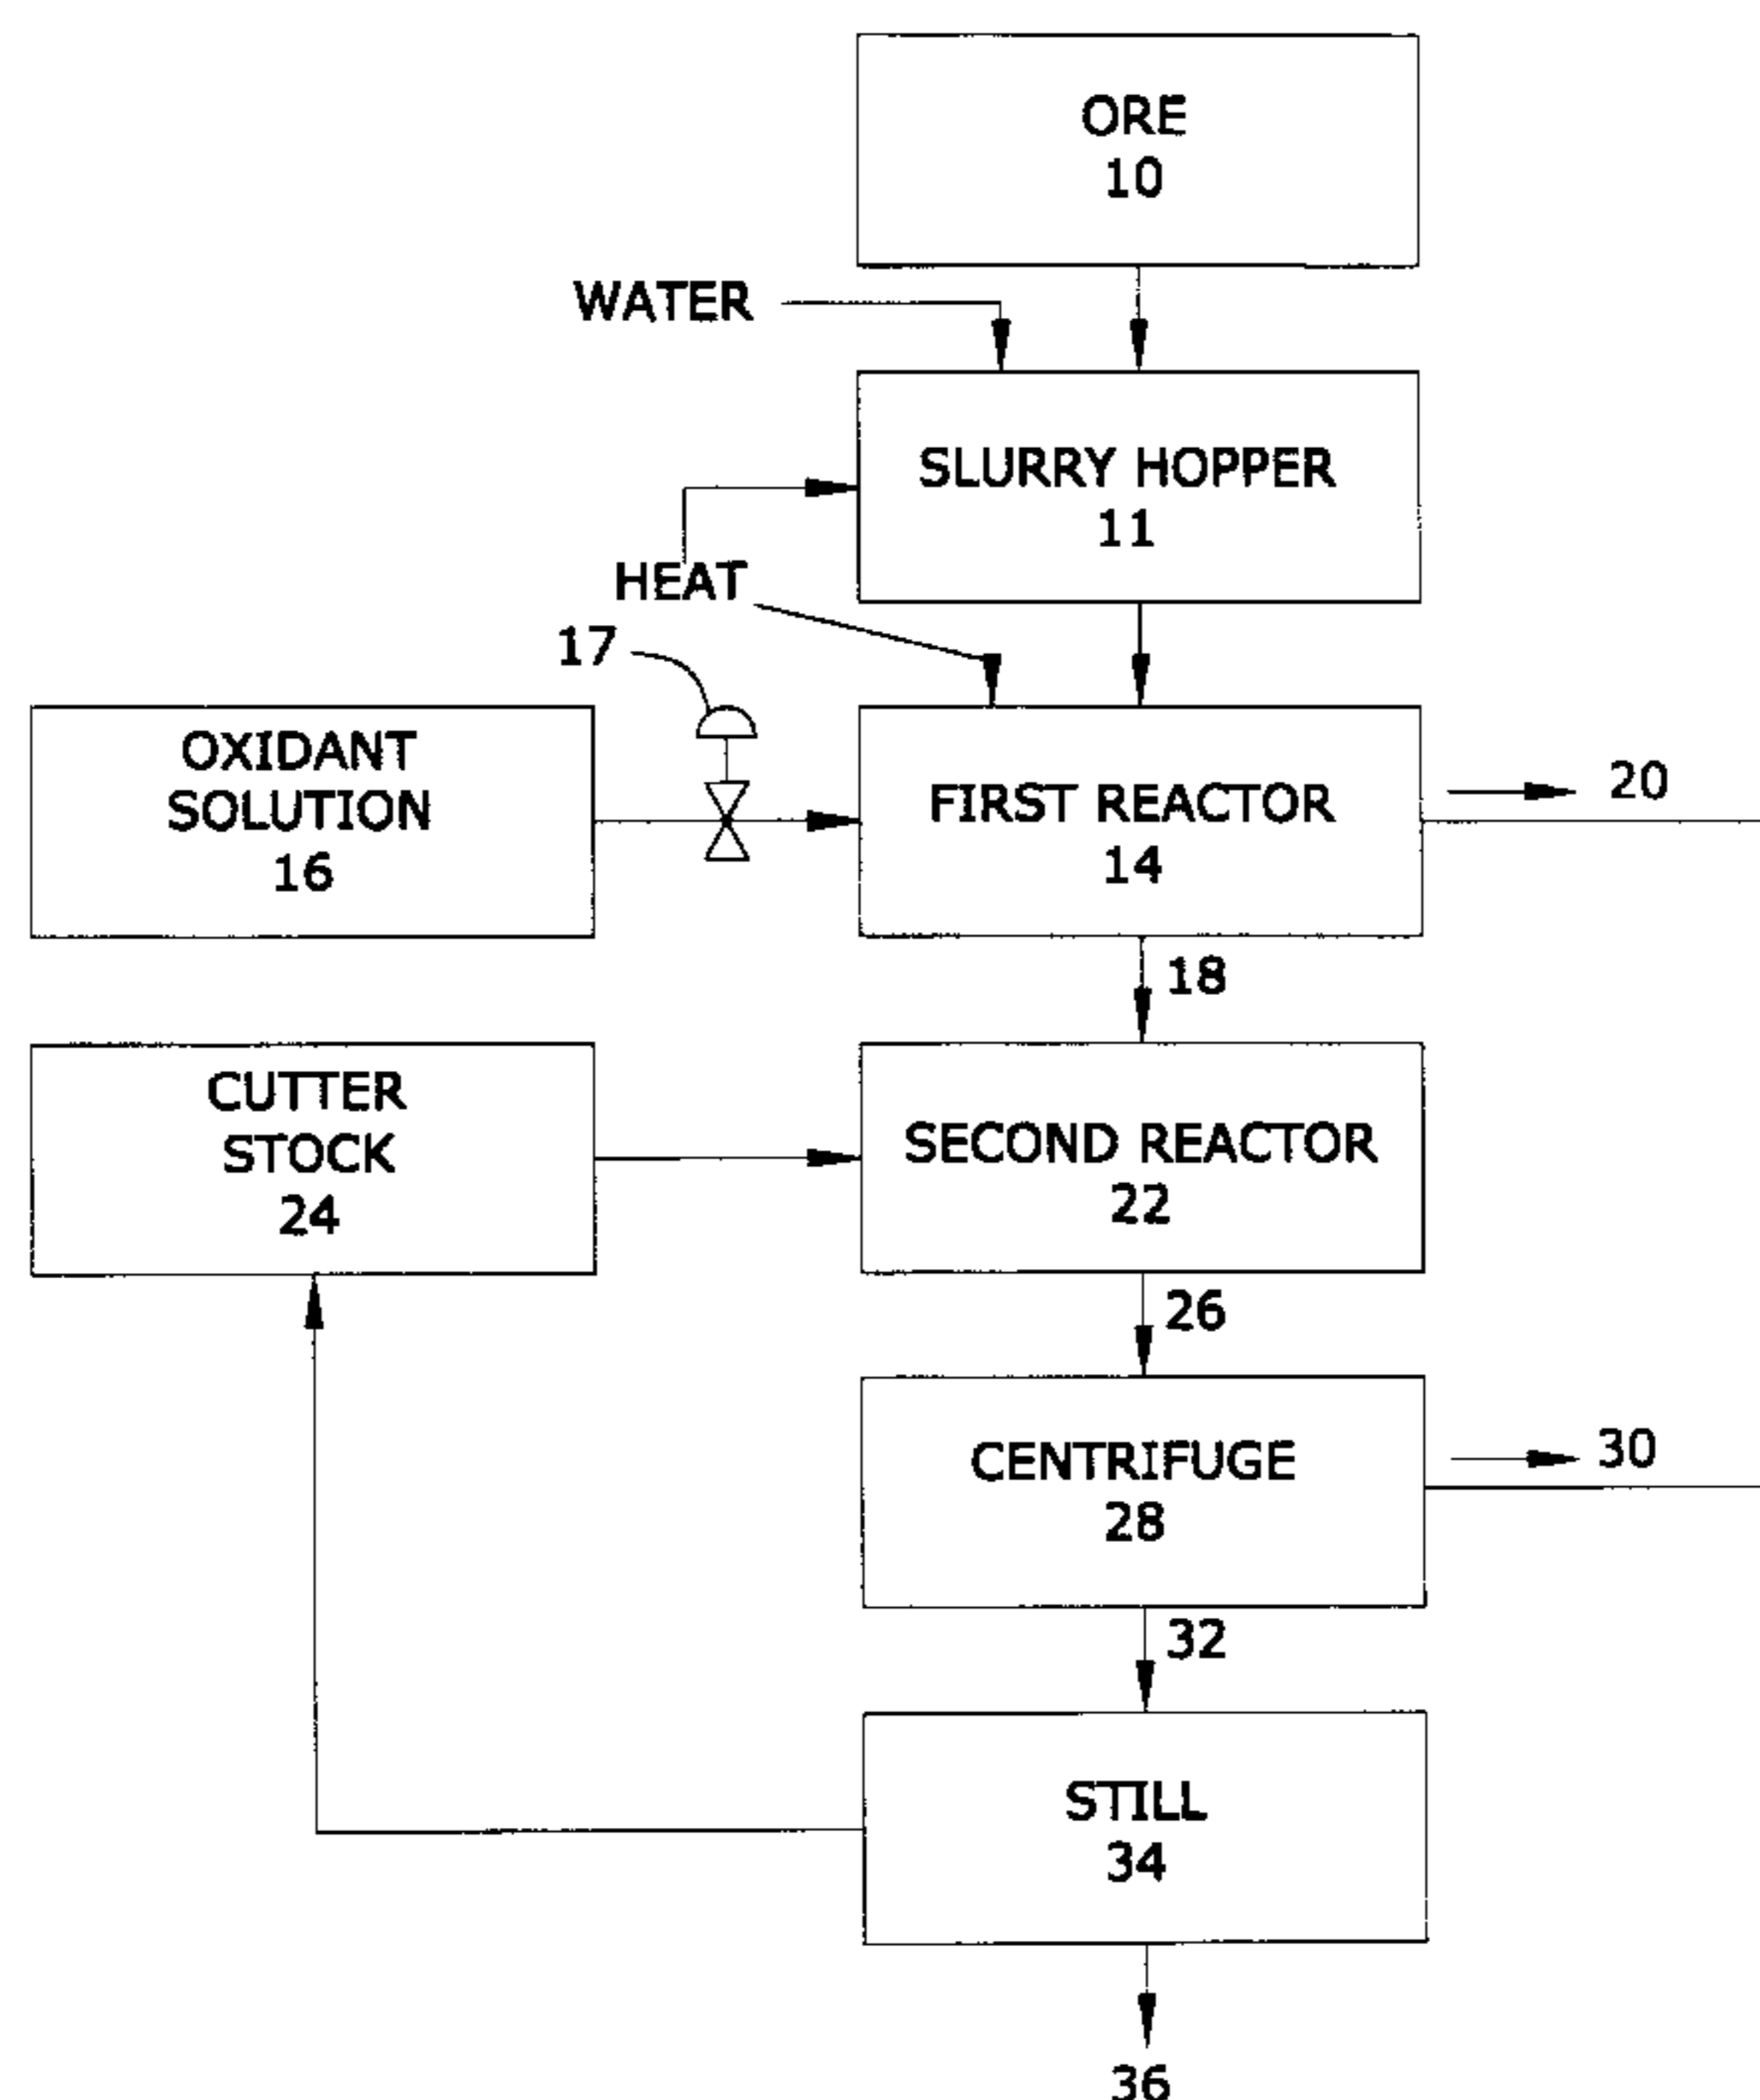 ORE
10
WATER
SLURRY HOPPER
11
HEAT
17
OXIDANT
SOLUTION
16
FIRST REACTOR
14
20
18
CUTTER
STOCK
24
SECOND REACTOR
22
26
CENTRIFUGE
28
30
32
STILL
34
36